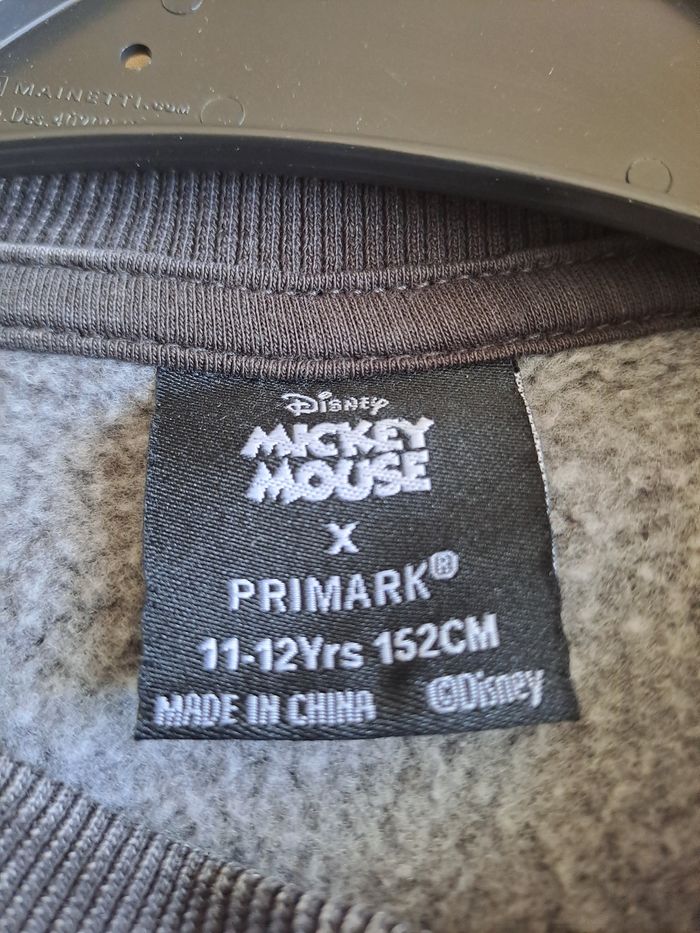 MAINETTI.com
Disney
MICKEY
MOUSE
X
PRIMARK®
11-12Yrs 152CM
MADE IN CHINA ©Disney